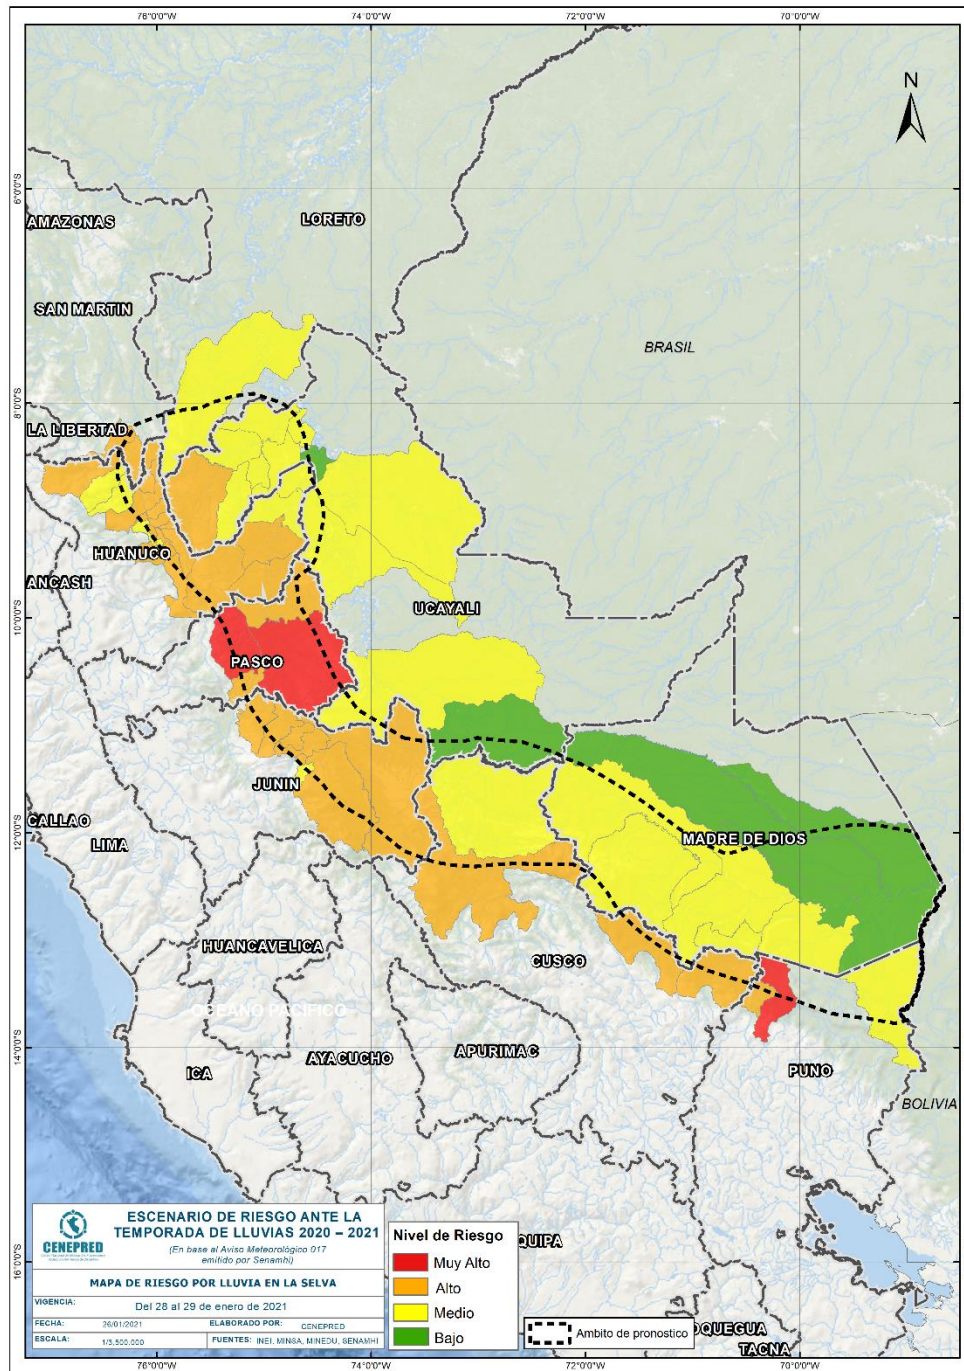 76°0'0"W 74°0'0"W 72°0'0"W 70°0'0"W
N
6°0'0"S
AMAZONAS
LORETO
SAN MARTIN
BRASIL
8°0'0"S
LA LIBERTAD
HUANUCO
ANCASH
UCAYALI
10°0'0"S
PASCO
JUNIN
12°0'0"S
CALLAO
LIMA
MADRE DE DIOS
HUANCAVELICA
CUSCO
OCEANO PACIFICO
14°0'0"S
AYACUCHO
APURIMAC
ICA
PUNO
BOLIVIA
QUIPA
16°0'0"S
OQUEGUA
TACNA
CENEPRED
ESCENARIO DE RIESGO ANTE LA
TEMPORADA DE LLUVIAS 2020 – 2021
(En base al Aviso Meteorológico 017
emitido por Senamhi)
MAPA DE RIESGO POR LLUVIA EN LA SELVA
VIGENCIA: Del 28 al 29 de enero de 2021
FECHA: 26/01/2021 ELABORADO POR: CENEPRED
ESCALA: 1/3,500,000 FUENTES: INEI, MINSA, MINEDU, SENAMHI
Nivel de Riesgo
Muy Alto
Alto
Medio
Bajo
Ambito de pronostico
76°0'0"W 74°0'0"W 72°0'0"W 70°0'0"W